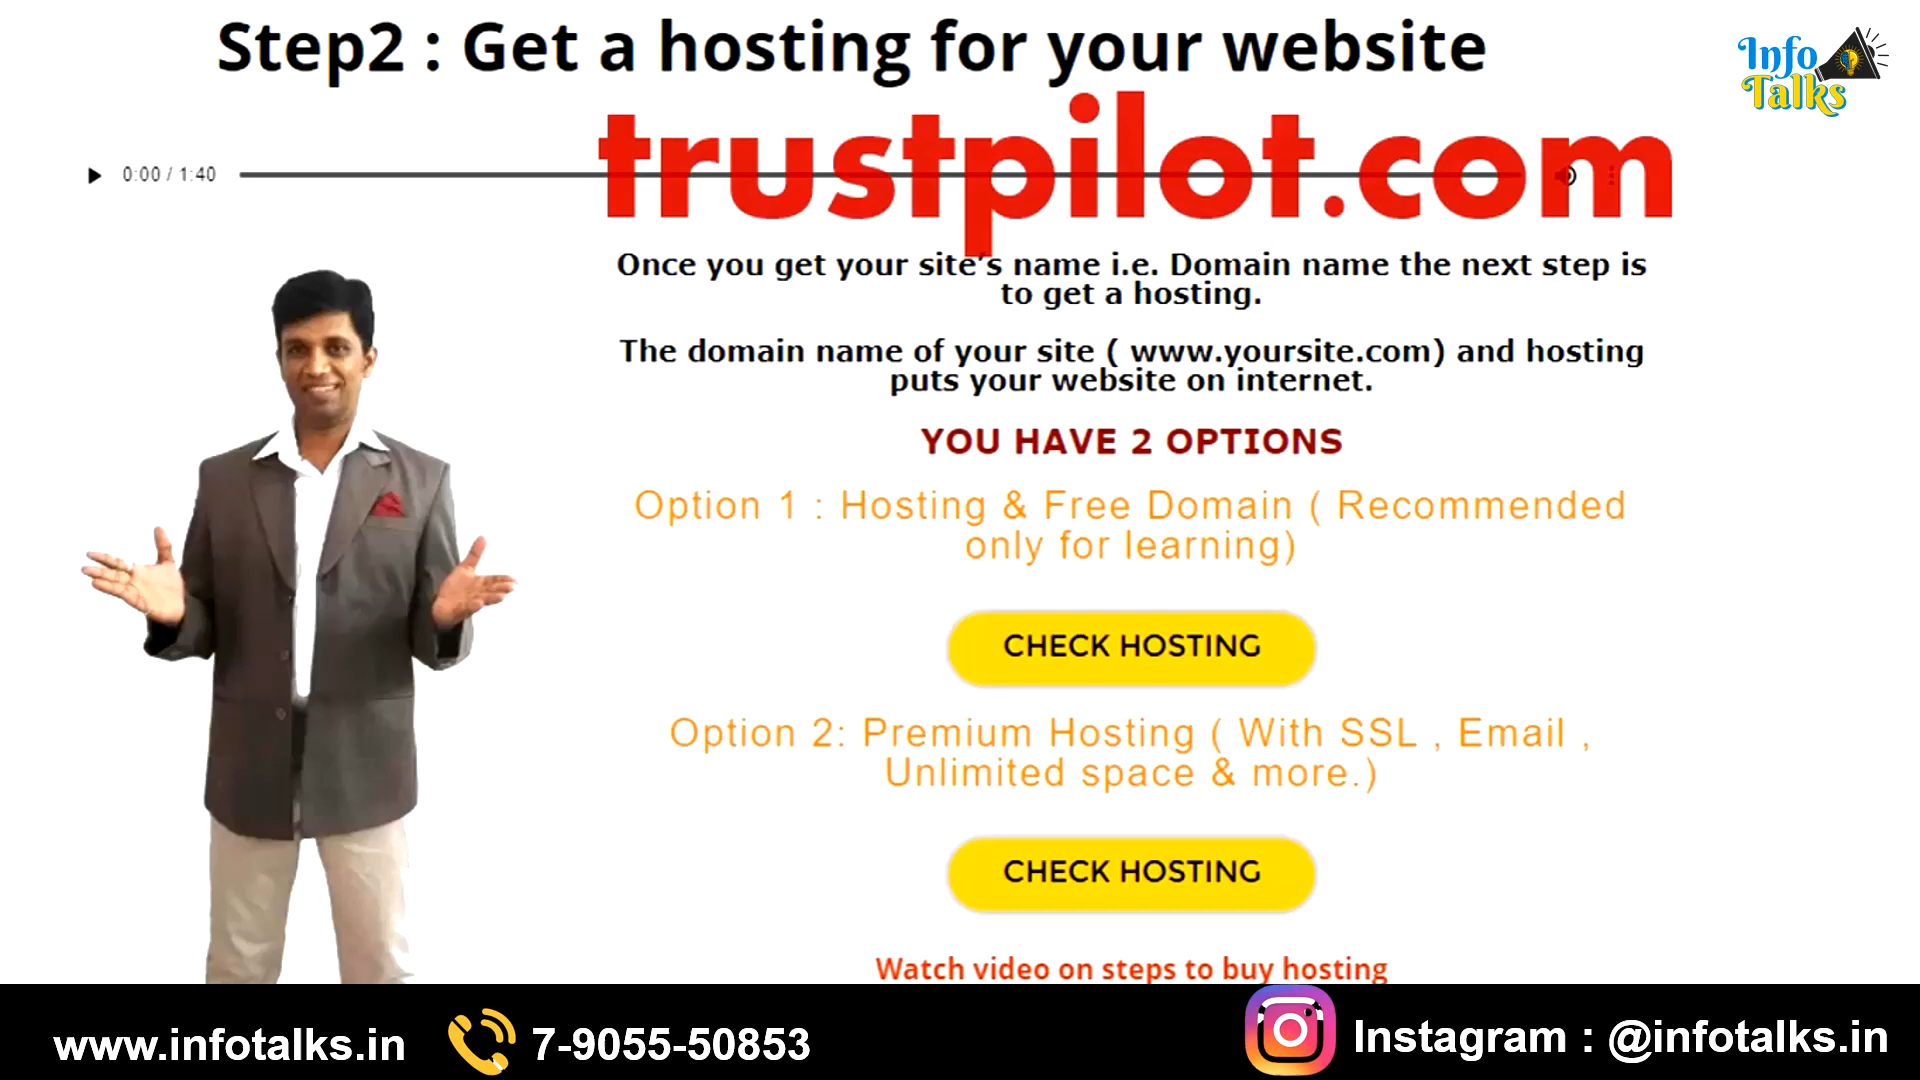 Step2 : Get a hosting for your website
Info
Talks
trustpilot.com
0:00 / 1:40
Once you get your site's name i.e. Domain name the next step is
to get a hosting.
The domain name of your site ( www.yoursite.com) and hosting
puts your website on internet.
YOU HAVE 2 OPTIONS
Option 1 : Hosting & Free Domain ( Recommended
only for learning)
CHECK HOSTING
Option 2: Premium Hosting ( With SSL , Email ,
Unlimited space & more.)
CHECK HOSTING
Watch video on steps to buy hosting
www.infotalks.in
7-9055-50853
Instagram : @infotalks.in